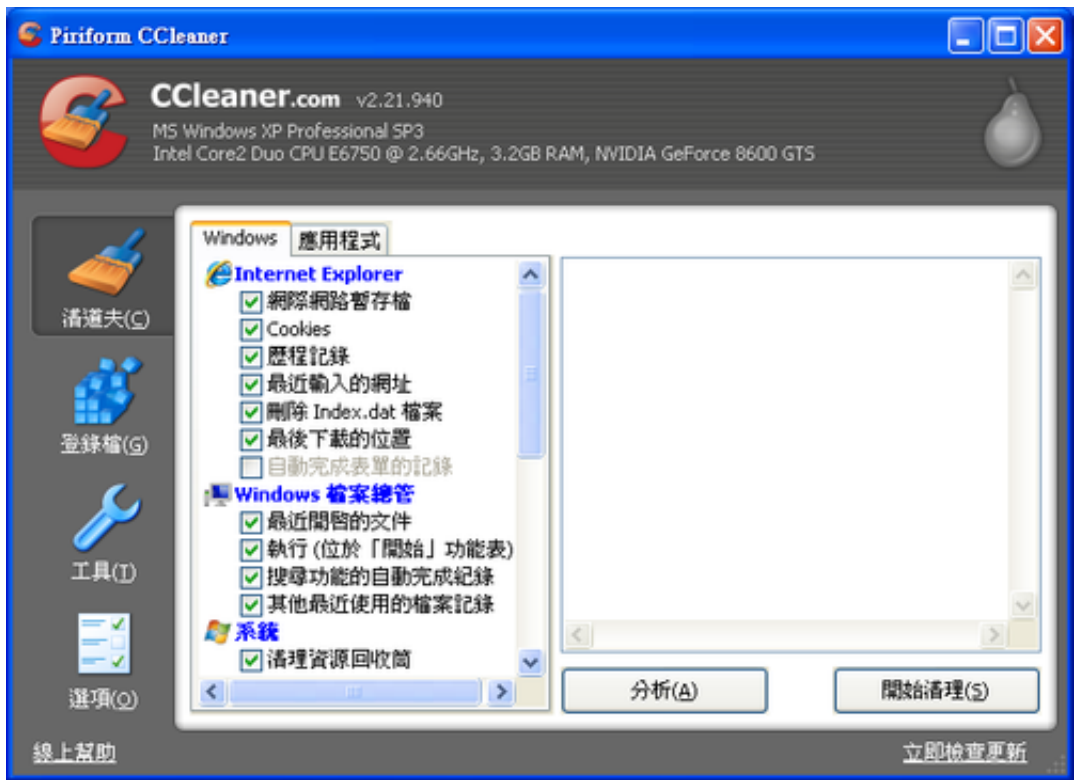 Piriform CCleaner
CCleaner.com v2.21.940
MS Windows XP Professional SP3
Intel Core2 Duo CPU E6750 @ 2.66GHz, 3.2GB RAM, NVIDIA GeForce 8600 GTS
清道夫(C)
登錄檔(G)
工具(T)
選項(O)
Windows 應用程式
Internet Explorer
網際網路暫存檔
Cookies
歷程記錄
最近輸入的網址
刪除 Index.dat 檔案
最後下載的位置
自動完成表單的記錄
Windows 檔案總管
最近開啓的文件
執行 (位於「開始」功能表)
搜尋功能的自動完成紀錄
其他最近使用的檔案記錄
系統
清理資源回收筒
分析(A)
開始清理(S)
線上幫助
立即檢查更新